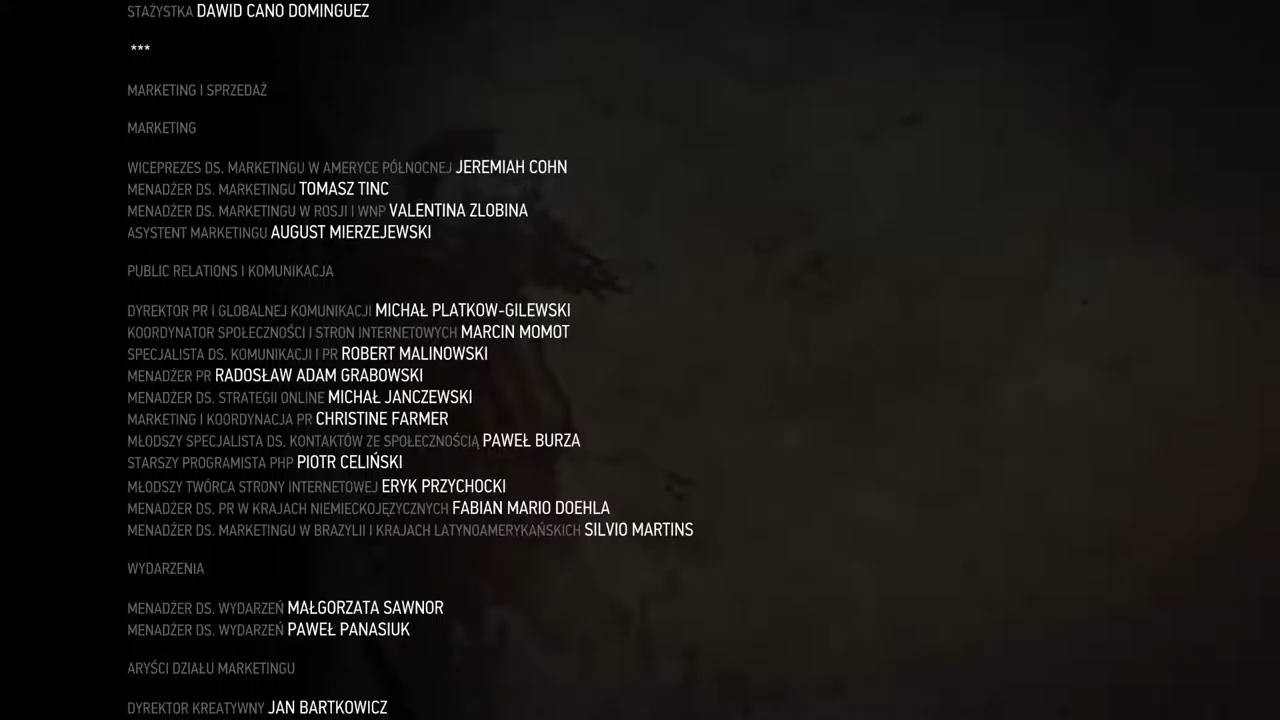 STAŻYSTKA DAWID CANO DOMINGUEZ
***
MARKETING I SPRZEDAŻ
MARKETING
WICEPREZES DS. MARKETINGU W AMERYCE PÓŁNOCNEJ JEREMIAH COHN
MENADŻER DS. MARKETINGU TOMASZ TINC
MENADŻER DS. MARKETINGU W ROSJI I WNP VALENTINA ZLOBINA
ASYSTENT MARKETINGU AUGUST MIERZEJEWSKI
PUBLIC RELATIONS I KOMUNIKACJA
DYREKTOR PR I GLOBALNEJ KOMUNIKACJI MICHAŁ PLATKOW-GILEWSKI
KOORDYNATOR SPOŁECZNOŚCI I STRON INTERNETOWYCH MARCIN MOMOT
SPECJALISTA DS. KOMUNIKACJI I PR ROBERT MALINOWSKI
MENADŻER PR RADOSŁAW ADAM GRABOWSKI
MENADŻER DS. STRATEGII ONLINE MICHAŁ JANCZEWSKI
MARKETING I KOORDYNACJA PR CHRISTINE FARMER
MŁODSZY SPECJALISTA DS. KONTAKTÓW ZE SPOŁECZNOŚCIĄ PAWEŁ BURZA
STARSZY PROGRAMISTA PHP PIOTR CELIŃSKI
MŁODSZY TWÓRCA STRONY INTERNETOWEJ ERYK PRZYCHOCKI
MENADŻER DS. PR W KRAJACH NIEMIECKOJĘZYCZNYCH FABIAN MARIO DOEHLA
MENADŻER DS. MARKETINGU W BRAZYLII I KRAJACH LATYNOAMERYKAŃSKICH SILVIO MARTINS
WYDARZENIA
MENADŻER DS. WYDARZEŃ MAŁGORZATA SAWNOR
MENADŻER DS. WYDARZEŃ PAWEŁ PANASIUK
ARYŚCI DZIAŁU MARKETINGU
DYREKTOR KREATYWNY JAN BARTKOWICZ